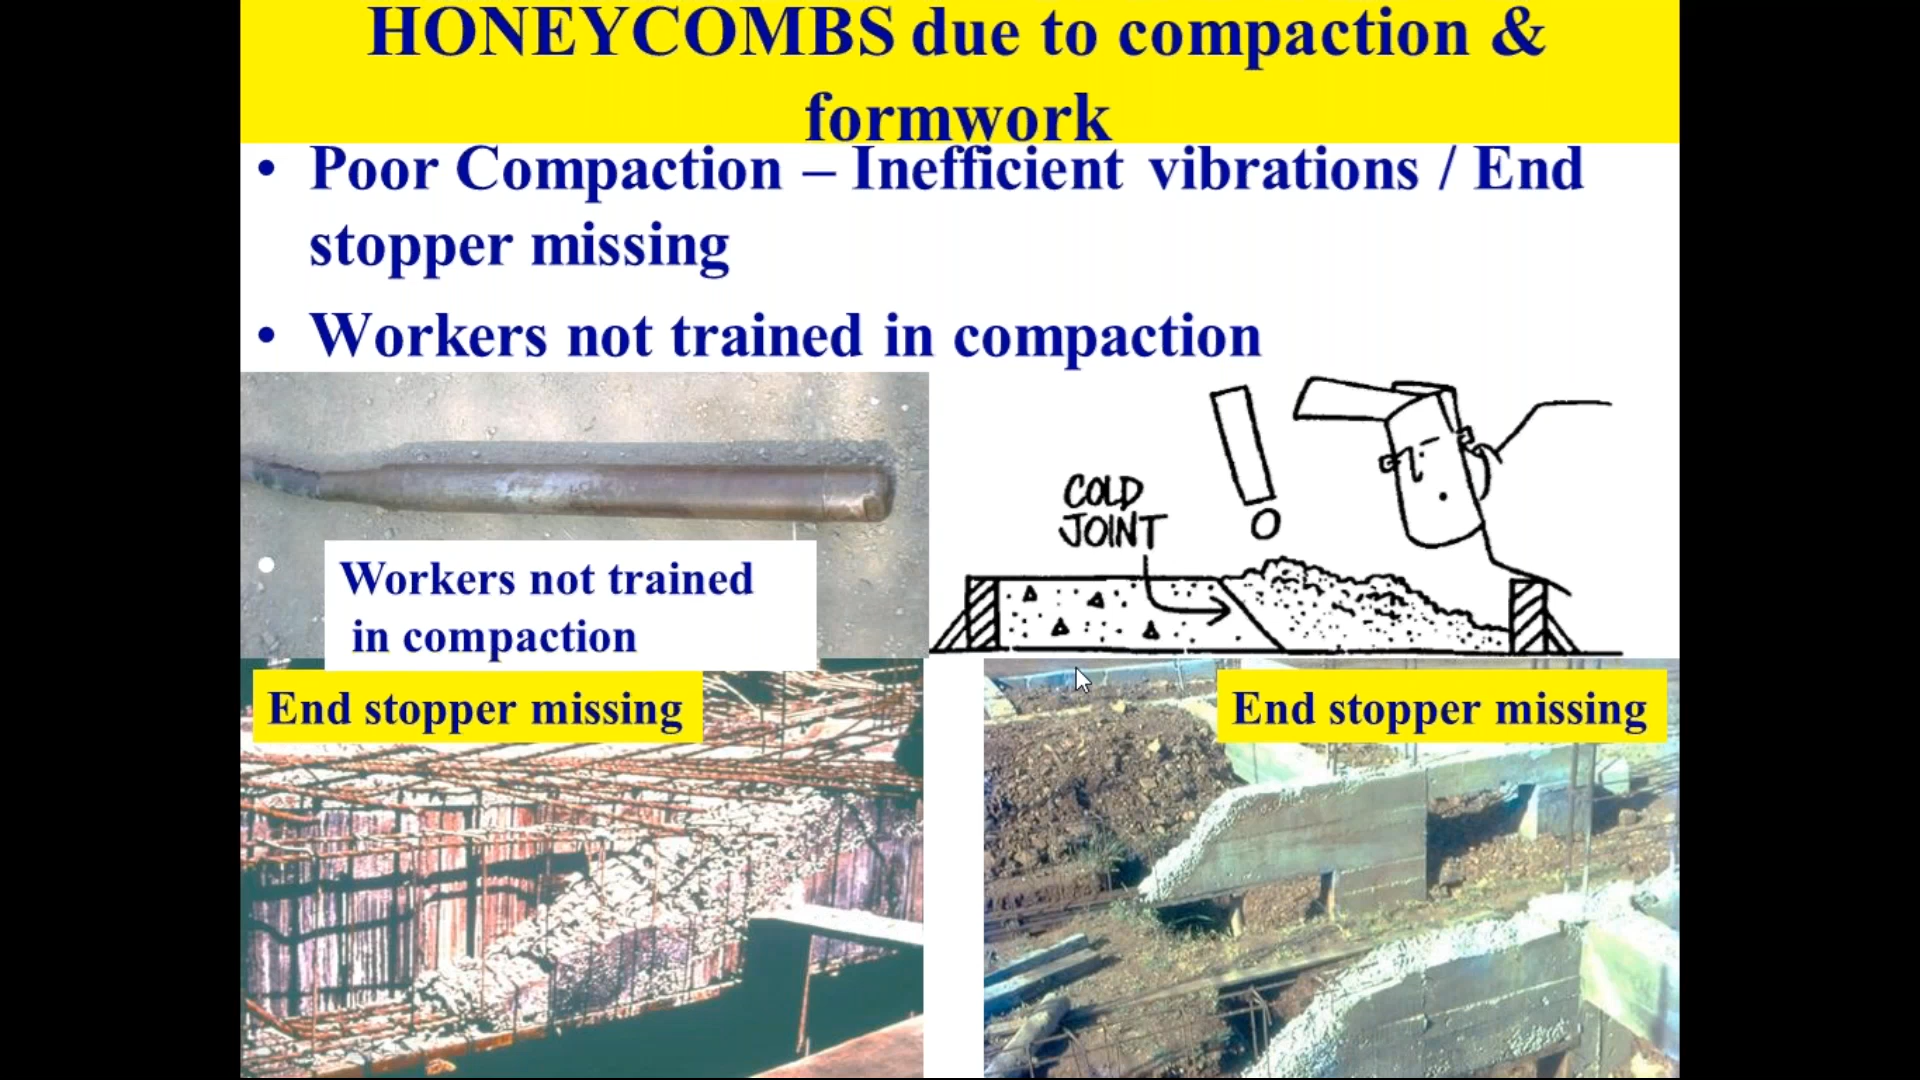 HONEYCOMBS due to compaction &
formwork
• Poor Compaction – Inefficient vibrations / End
stopper missing
• Workers not trained in compaction
COLD
JOINT
Workers not trained
in compaction
End stopper missing
End stopper missing